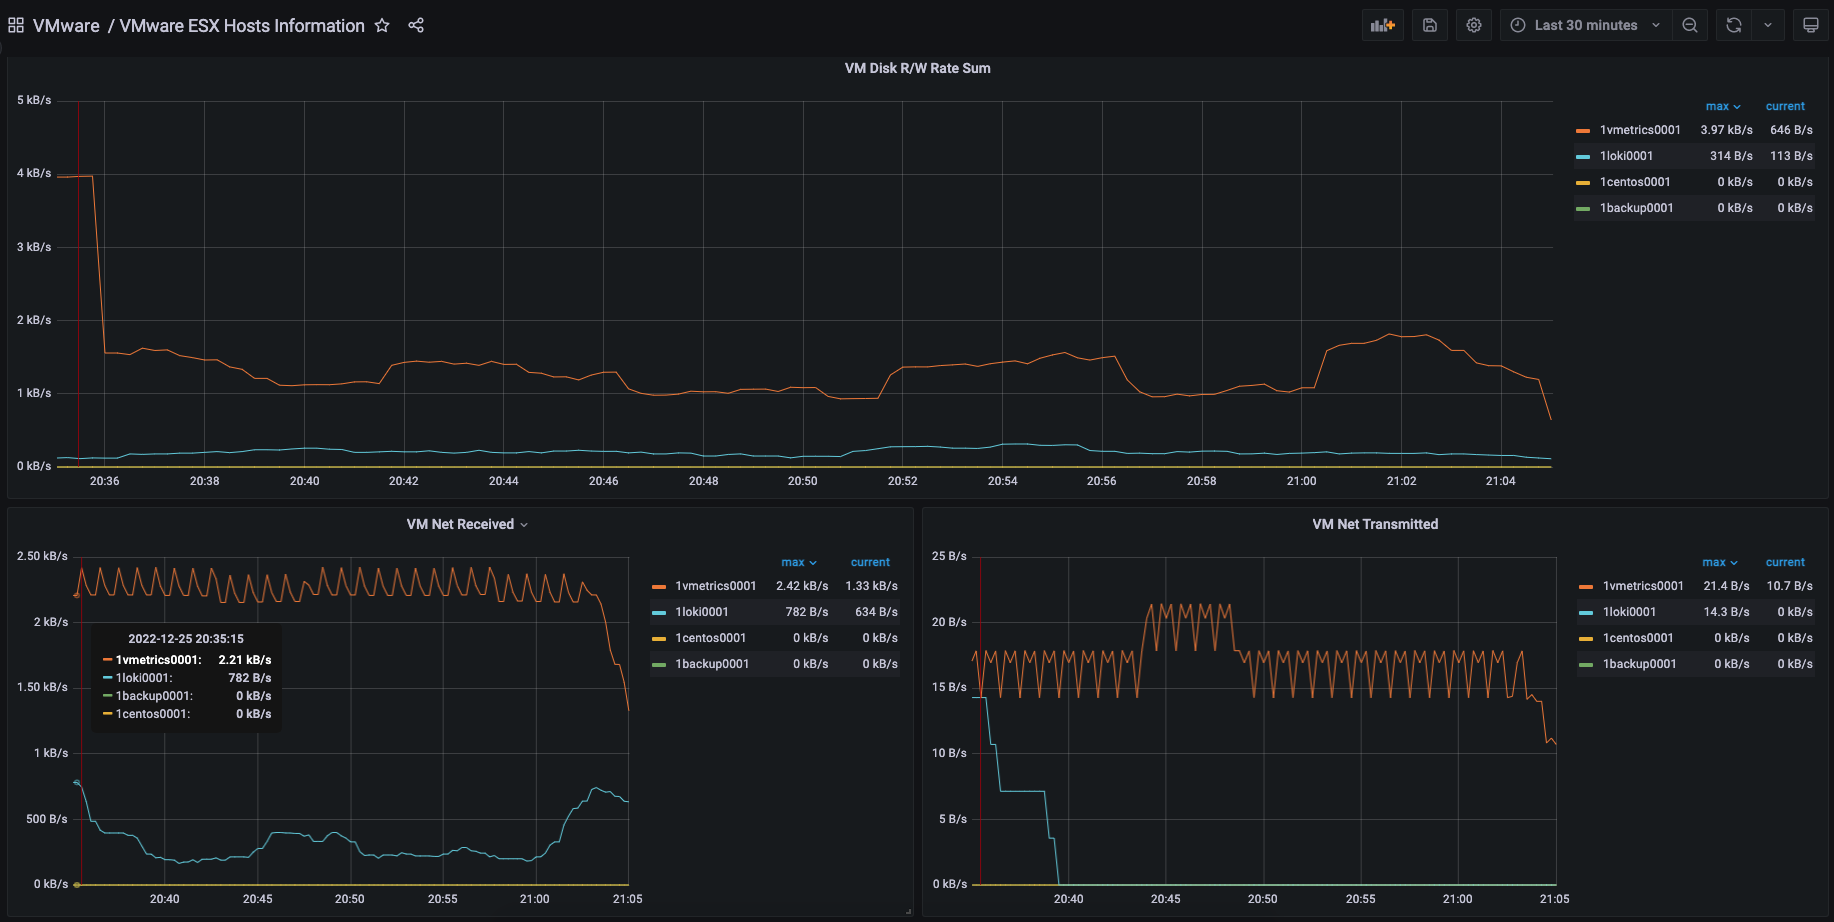 VMware / VMware ESX Hosts Information
Last 30 minutes
VM Disk R/W Rate Sum
5 kB/s
4 kB/s
3 kB/s
2 kB/s
1 kB/s
0 kB/s
20:36 20:38 20:40 20:42 20:44 20:46 20:48 20:50 20:52 20:54 20:56 20:58 21:00 21:02 21:04
max current
1vmetrics0001 3.97 kB/s 646 B/s
1loki0001 314 B/s 113 B/s
1centos0001 0 kB/s 0 kB/s
1backup0001 0 kB/s 0 kB/s
VM Net Received
2.50 kB/s
2 kB/s
1.50 kB/s
1 kB/s
500 B/s
0 kB/s
20:40 20:45 20:50 20:55 21:00 21:05
2022-12-25 20:35:15
1vmetrics0001: 2.21 kB/s
1loki0001: 782 B/s
1backup0001: 0 kB/s
1centos0001: 0 kB/s
max current
1vmetrics0001 2.42 kB/s 1.33 kB/s
1loki0001 782 B/s 634 B/s
1centos0001 0 kB/s 0 kB/s
1backup0001 0 kB/s 0 kB/s
VM Net Transmitted
25 B/s
20 B/s
15 B/s
10 B/s
5 B/s
0 kB/s
20:40 20:45 20:50 20:55 21:00 21:05
max current
1vmetrics0001 21.4 B/s 10.7 B/s
1loki0001 14.3 B/s 0 kB/s
1centos0001 0 kB/s 0 kB/s
1backup0001 0 kB/s 0 kB/s